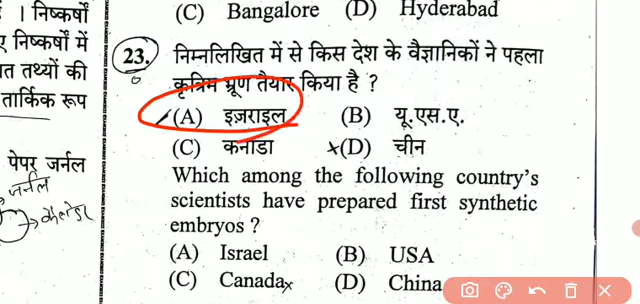 । निष्कर्षों
निष्कर्षों में
तथ्यों की
तार्किक रूप
पेपर जर्नल
जर्नल
(C) Bangalore (D) Hyderabad
23. निम्नलिखित में से किस देश के वैज्ञानिकों ने पहला
कृत्रिम भ्रूण तैयार किया है ?
(A) इज़राइल (B) यू.एस.ए.
(C) कनाडा x(D) चीन
Which among the following country's
scientists have prepared first synthetic
embryos ?
(A) Israel (B) USA
(C) Canada x (D) China